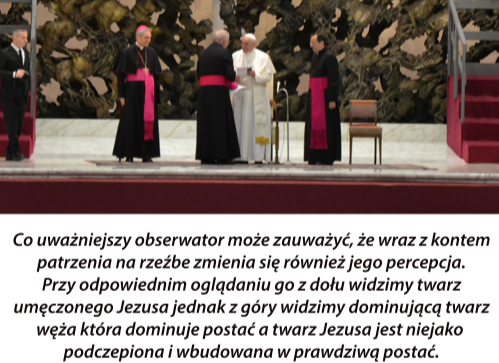 Co uważniejszy obserwator może zauważyć, że wraz z kontem
patrzenia na rzeźbe zmienia się również jego percepcja.
Przy odpowiednim oglądaniu go z dołu widzimy twarz
umęczonego Jezusa jednak z góry widzimy dominującą twarz
węża która dominuje postać a twarz Jezusa jest niejako
podczepiona i wbudowana w prawdziwą postać.